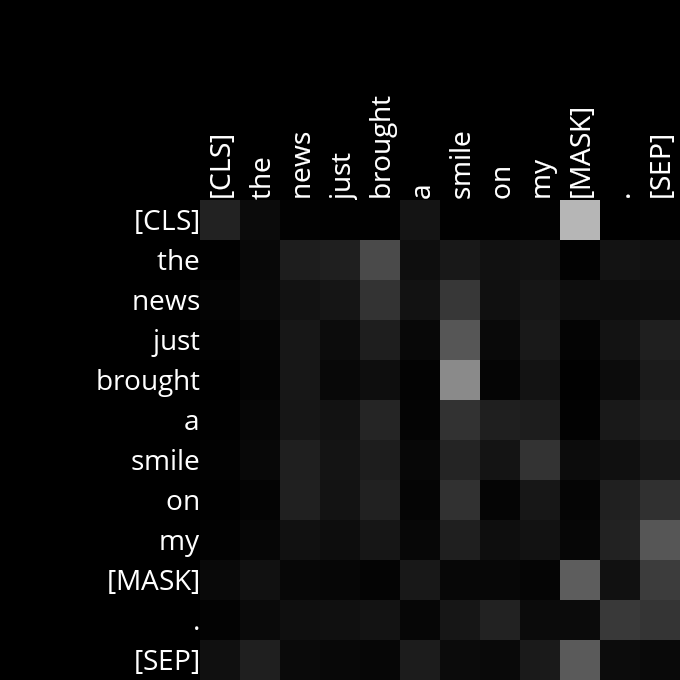 [CLS] the news just brought a smile on my [MASK] . [SEP]
[CLS]
the
news
just
brought
a
smile
on
my
[MASK]
.
[SEP]